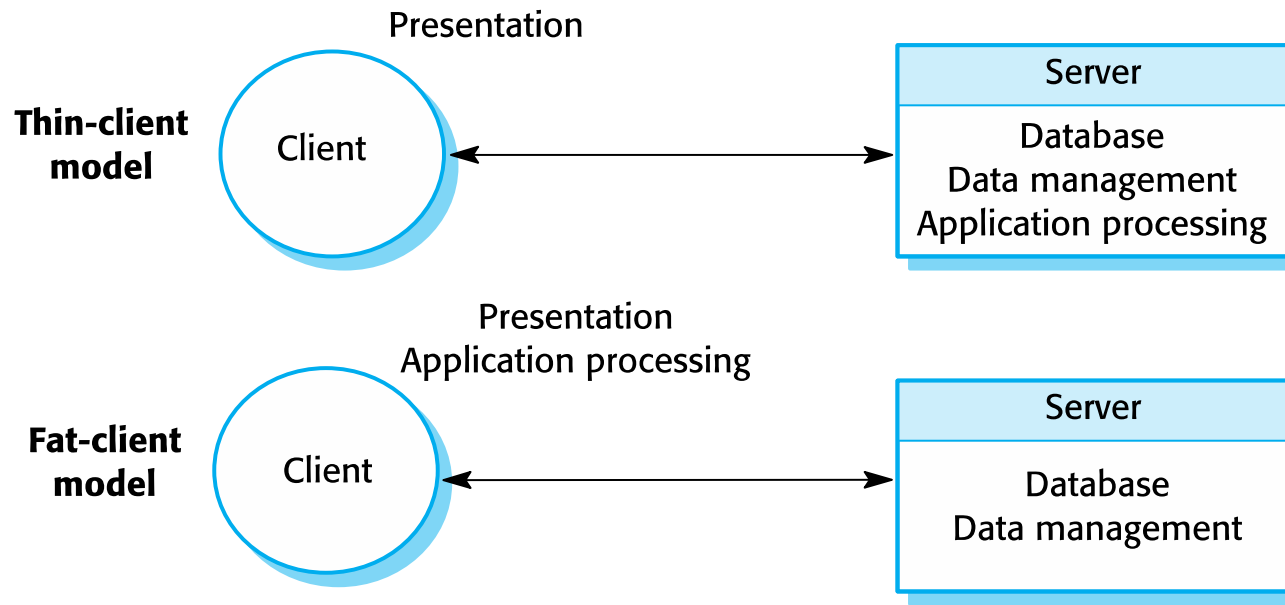 Presentation
Thin-client
model
Client
Server
Database
Data management
Application processing
Presentation
Application processing
Fat-client
model
Client
Server
Database
Data management